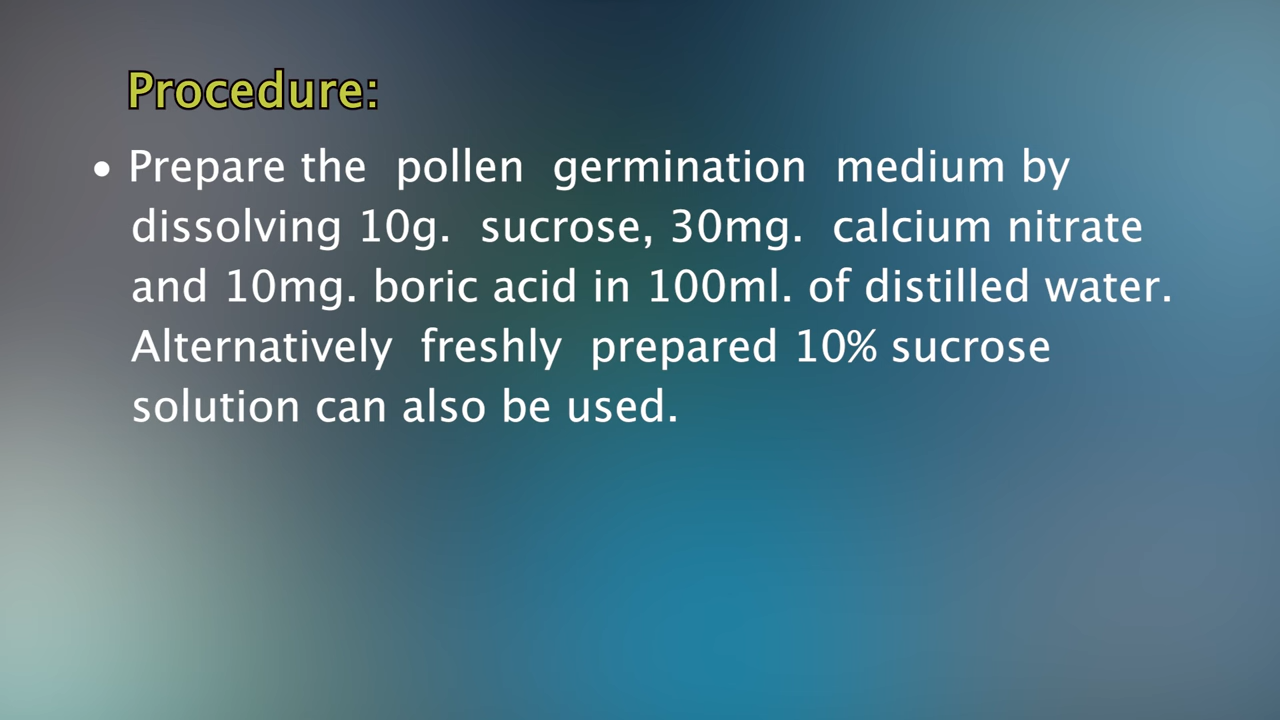 Procedure:
• Prepare the pollen germination medium by
dissolving 10g. sucrose, 30mg. calcium nitrate
and 10mg. boric acid in 100ml. of distilled water.
Alternatively freshly prepared 10% sucrose
solution can also be used.